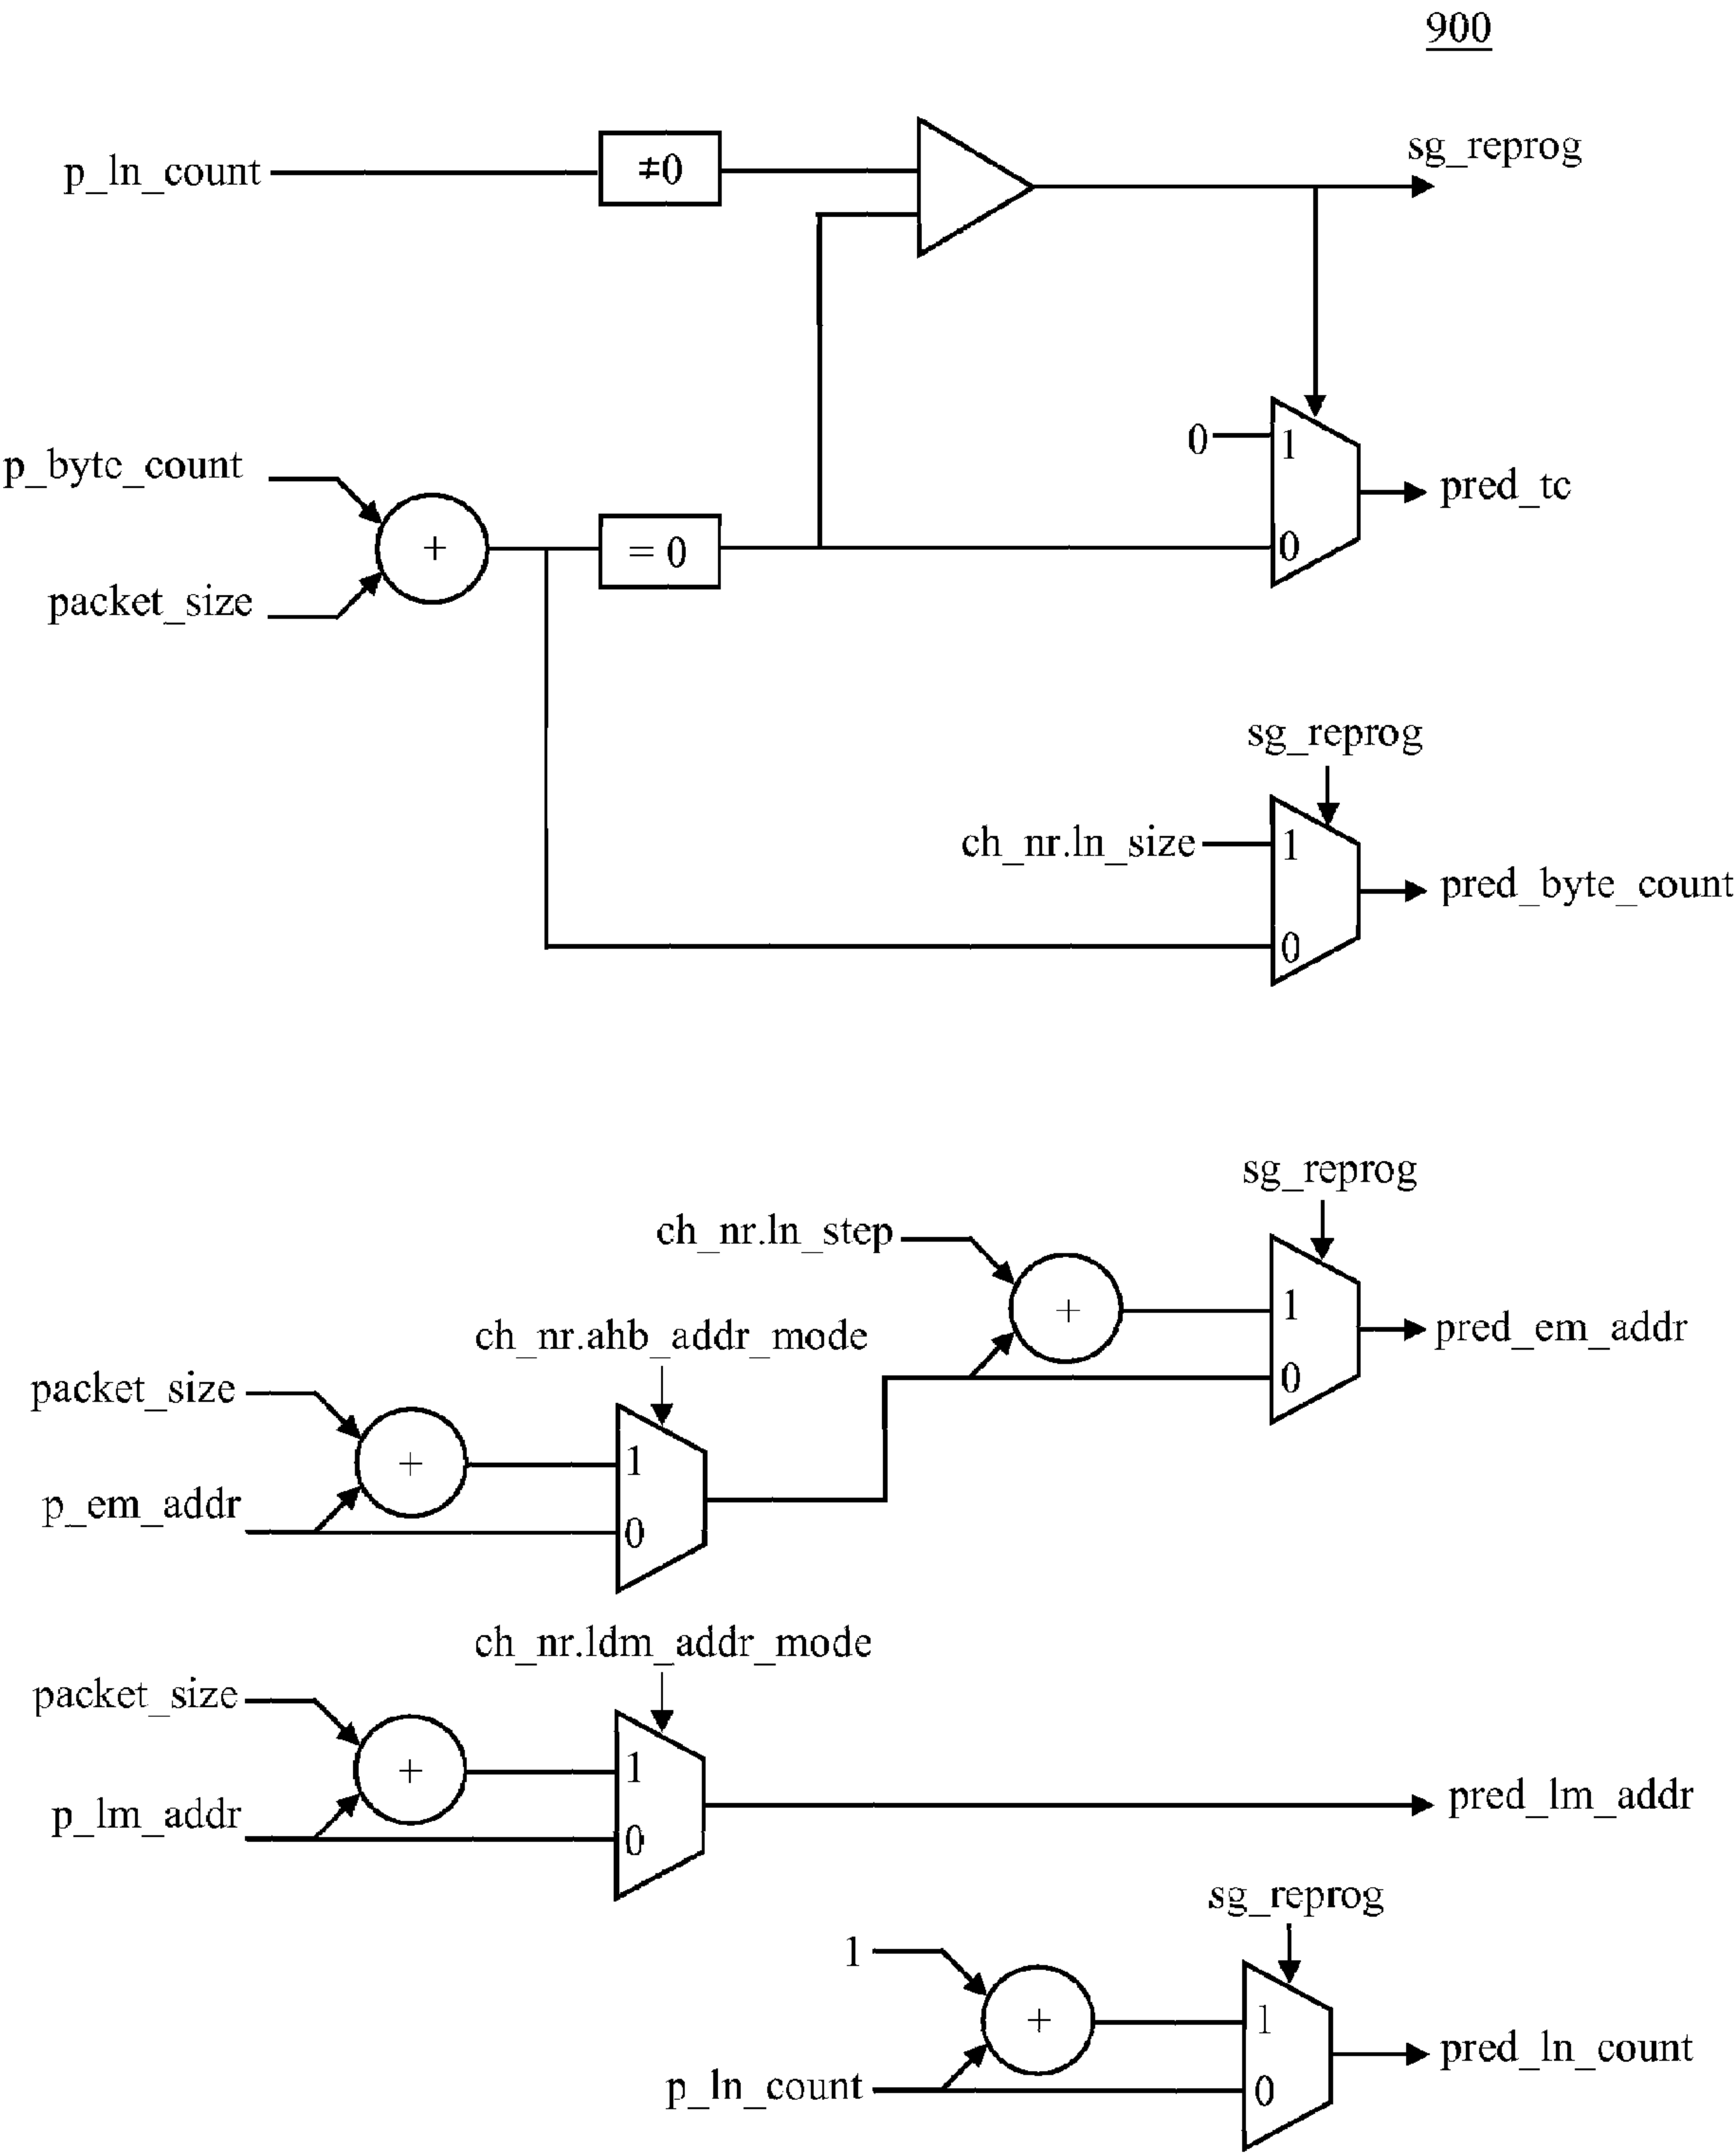 900
p_ln_count
≠0
sg_reprog
0
1
p_bytc_count
pred_tc
+
= 0
0
packet_size
sg_reprog
ch_nr.ln_size
1
pred_byte_count
0
sg_reprog
ch_nr.ln_step
+
1
ch_nr.ahb_addr_mode
pred_em_addr
packet_size
0
+
1
p_em_addr
0
ch_nr.ldm_addr_mode
packet_size
+
1
pred_lm_addr
p_lm_addr
0
sg_reprog
1
+
1
pred_ln_count
p_ln_count
0